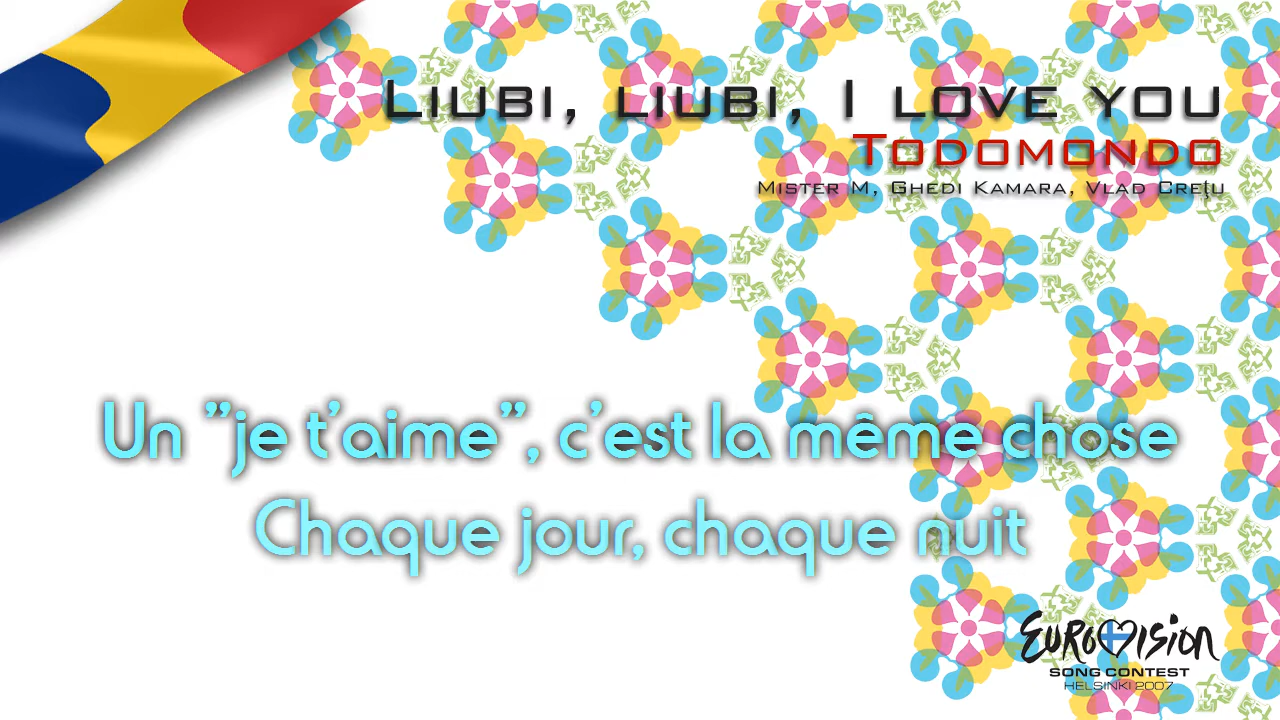 Liubi, liubi, I love you
Todomondo
Mister M, Ghedi Kamara, Vlad Crețu
Un "je t'aime", c'est la même chose
Chaque jour, chaque nuit
EUROVISION
SONG CONTEST
HELSINKI 2007